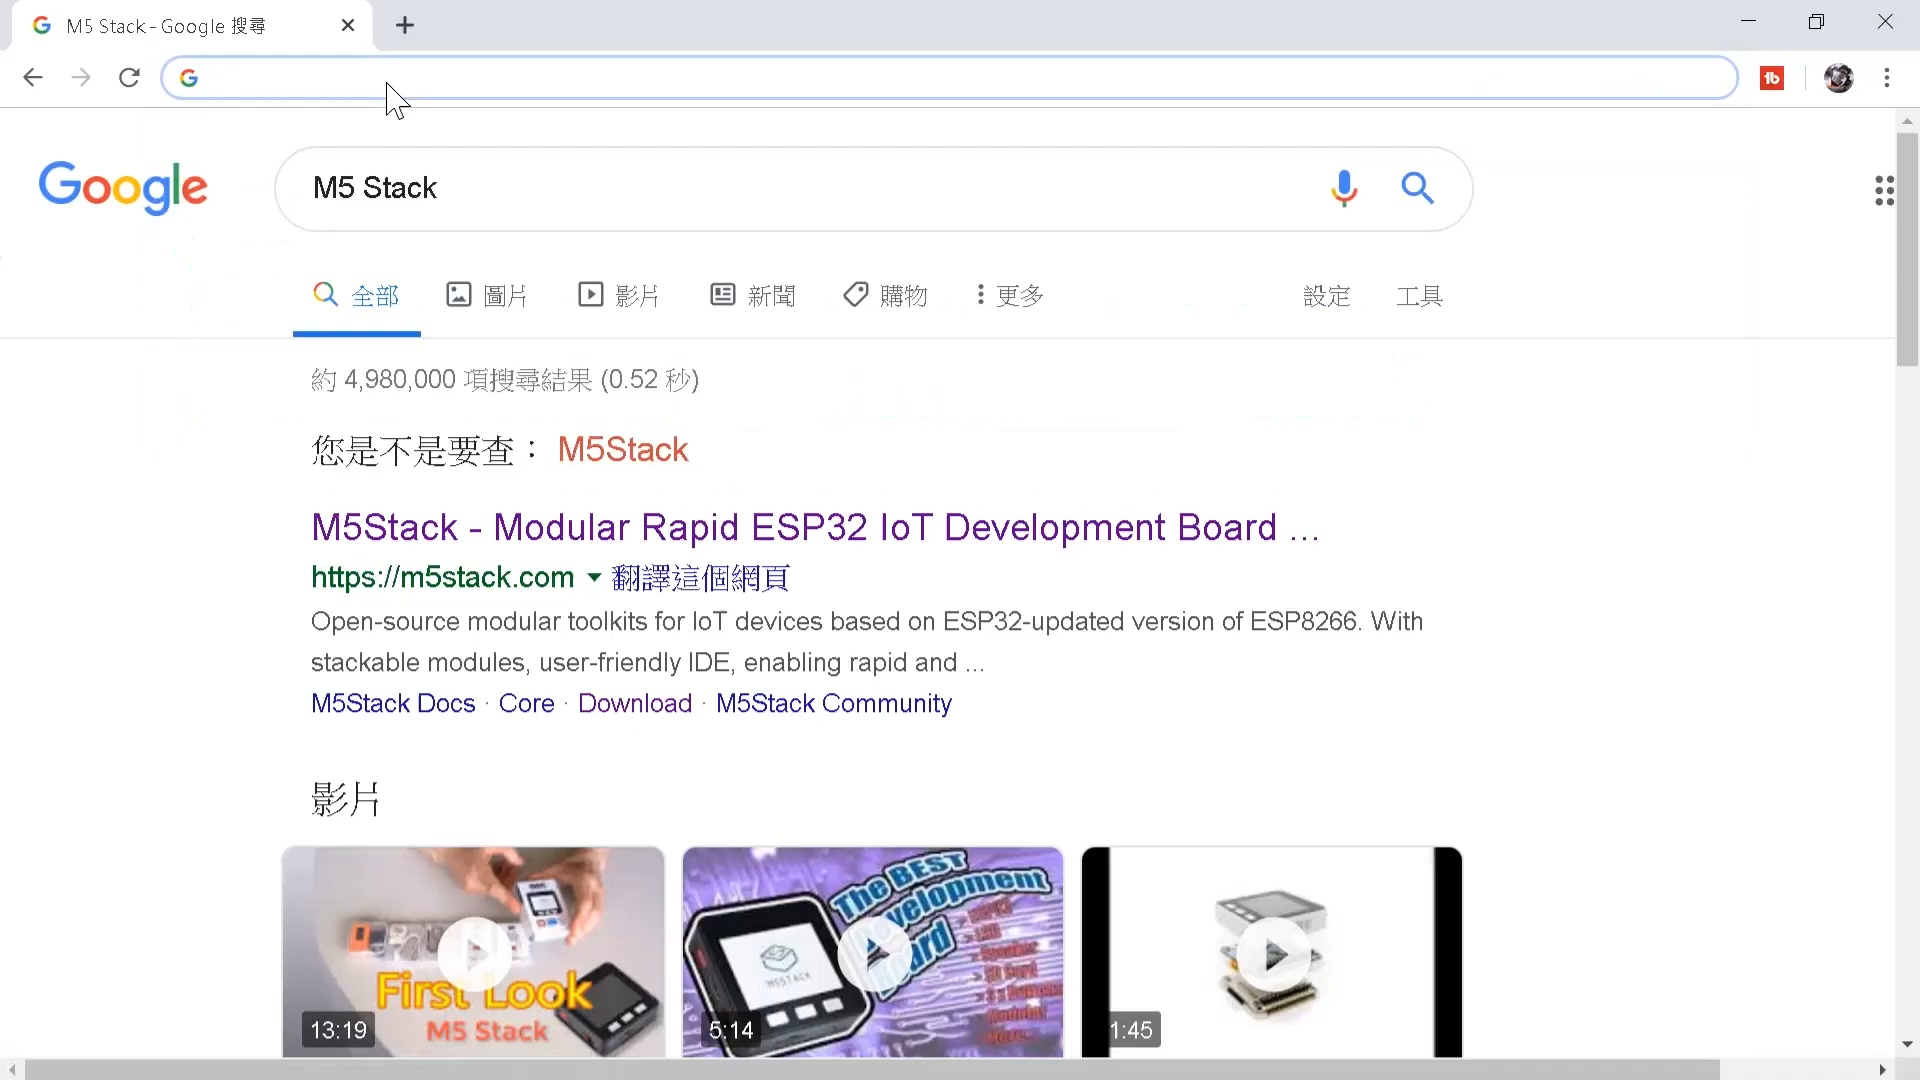 M5 Stack - Google 搜尋
Google
M5 Stack
全部 圖片 影片 新聞 購物 更多 設定 工具
約 4,980,000 項搜尋結果 (0.52 秒)
您是不是要查： M5Stack
M5Stack - Modular Rapid ESP32 IoT Development Board ...
https://m5stack.com 翻譯這個網頁
Open-source modular toolkits for IoT devices based on ESP32-updated version of ESP8266. With
stackable modules, user-friendly IDE, enabling rapid and ...
M5Stack Docs · Core · Download · M5Stack Community
影片
First Look
M5 Stack
13:19
The BEST
M5STACK
5:14
1:45